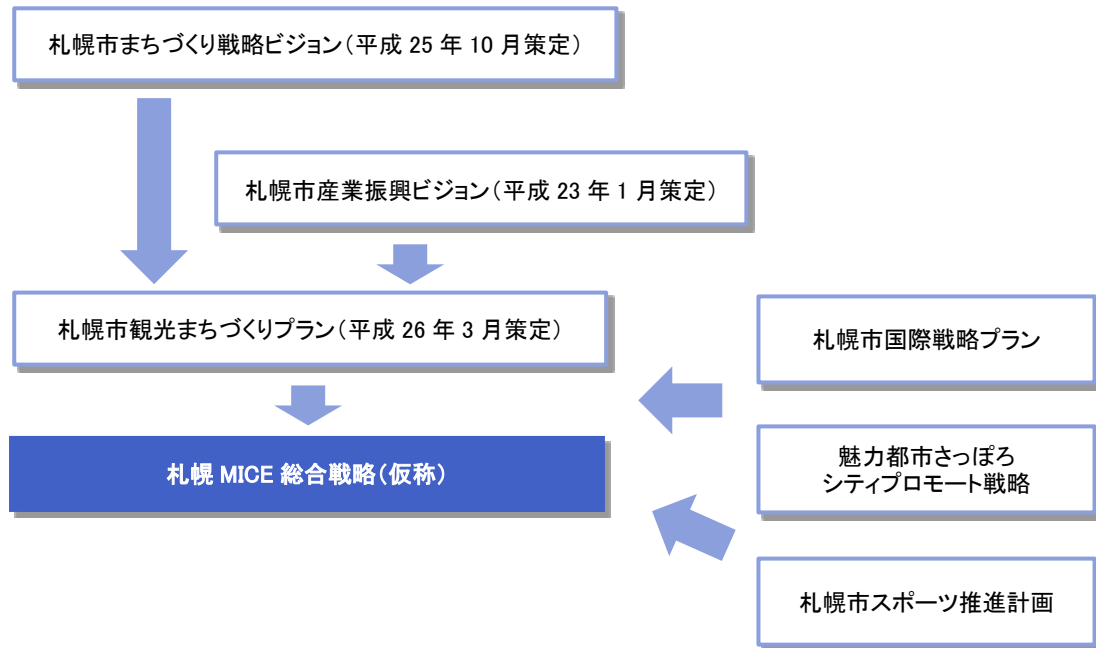 札幌市まちづくり戦略ビジョン（平成 25 年 10 月策定）
札幌市産業振興ビジョン（平成 23 年 1 月策定）
札幌市観光まちづくりプラン（平成 26 年 3 月策定）
札幌 MICE 総合戦略（仮称）
札幌市国際戦略プラン
魅力都市さっぽろ
シティプロモート戦略
札幌市スポーツ推進計画